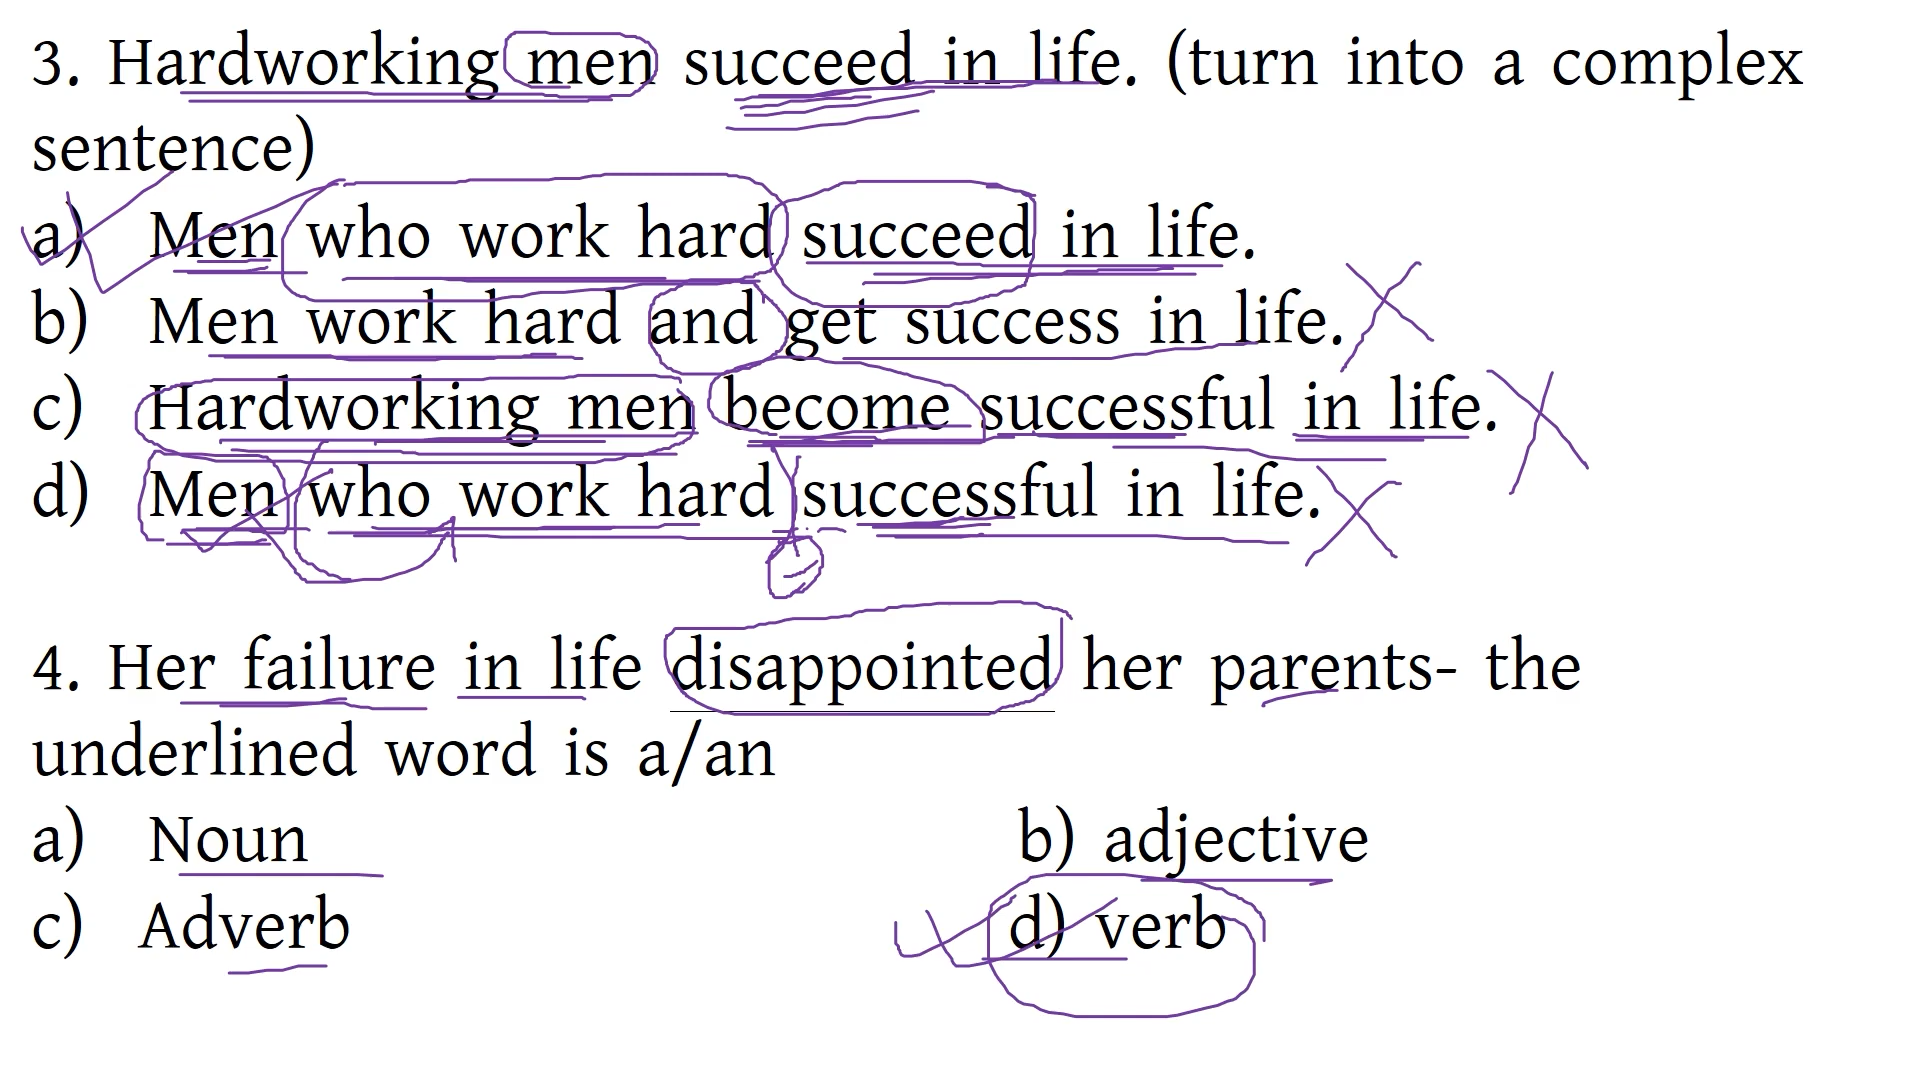 3. Hardworking men succeed in life. (turn into a complex
sentence)
a) Men who work hard succeed in life.
b) Men work hard and get success in life.
c) Hardworking men become successful in life.
d) Men who work hard successful in life.
4. Her failure in life disappointed her parents- the
underlined word is a/an
a) Noun b) adjective
c) Adverb d) verb